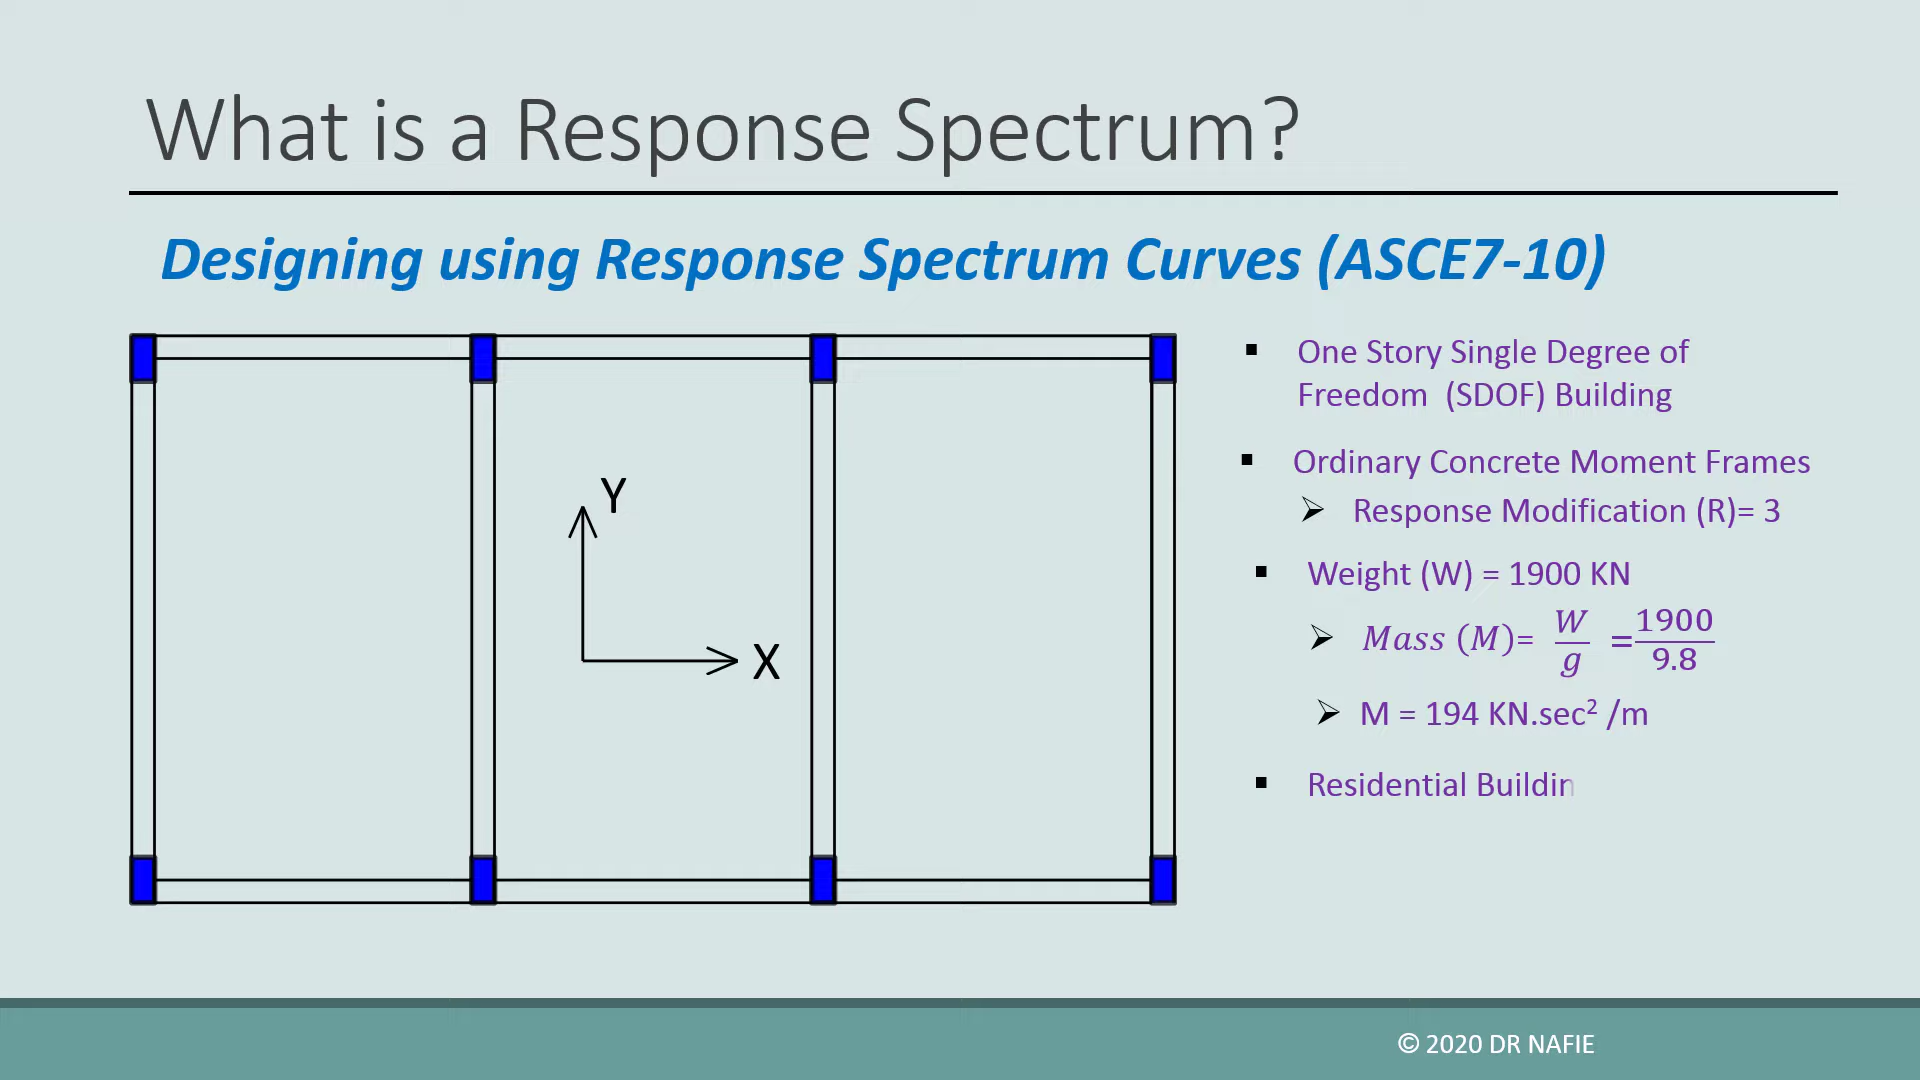 What is a Response Spectrum?
Designing using Response Spectrum Curves (ASCE7-10)
Y
X
▪ One Story Single Degree of
Freedom (SDOF) Building
▪ Ordinary Concrete Moment Frames
➢ Response Modification (R)= 3
▪ Weight (W) = 1900 KN
➢ Mass (M)= W/g =1900/9.8
➢ M = 194 KN.sec² /m
▪ Residential Buildin
© 2020 DR NAFIE